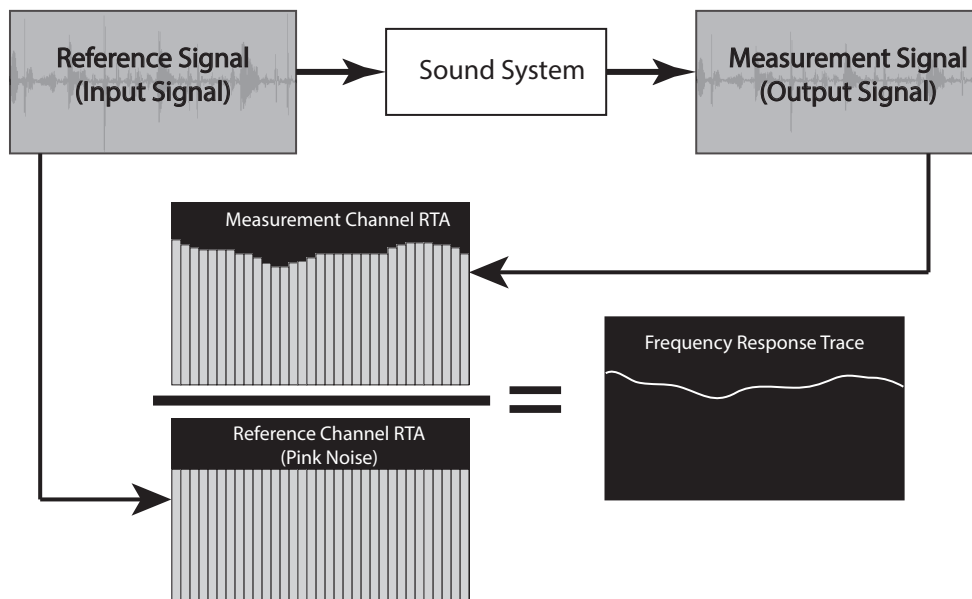 Reference Signal
(Input Signal)
Sound System
Measurement Signal
(Output Signal)
Measurement Channel RTA
Frequency Response Trace
=
Reference Channel RTA
(Pink Noise)